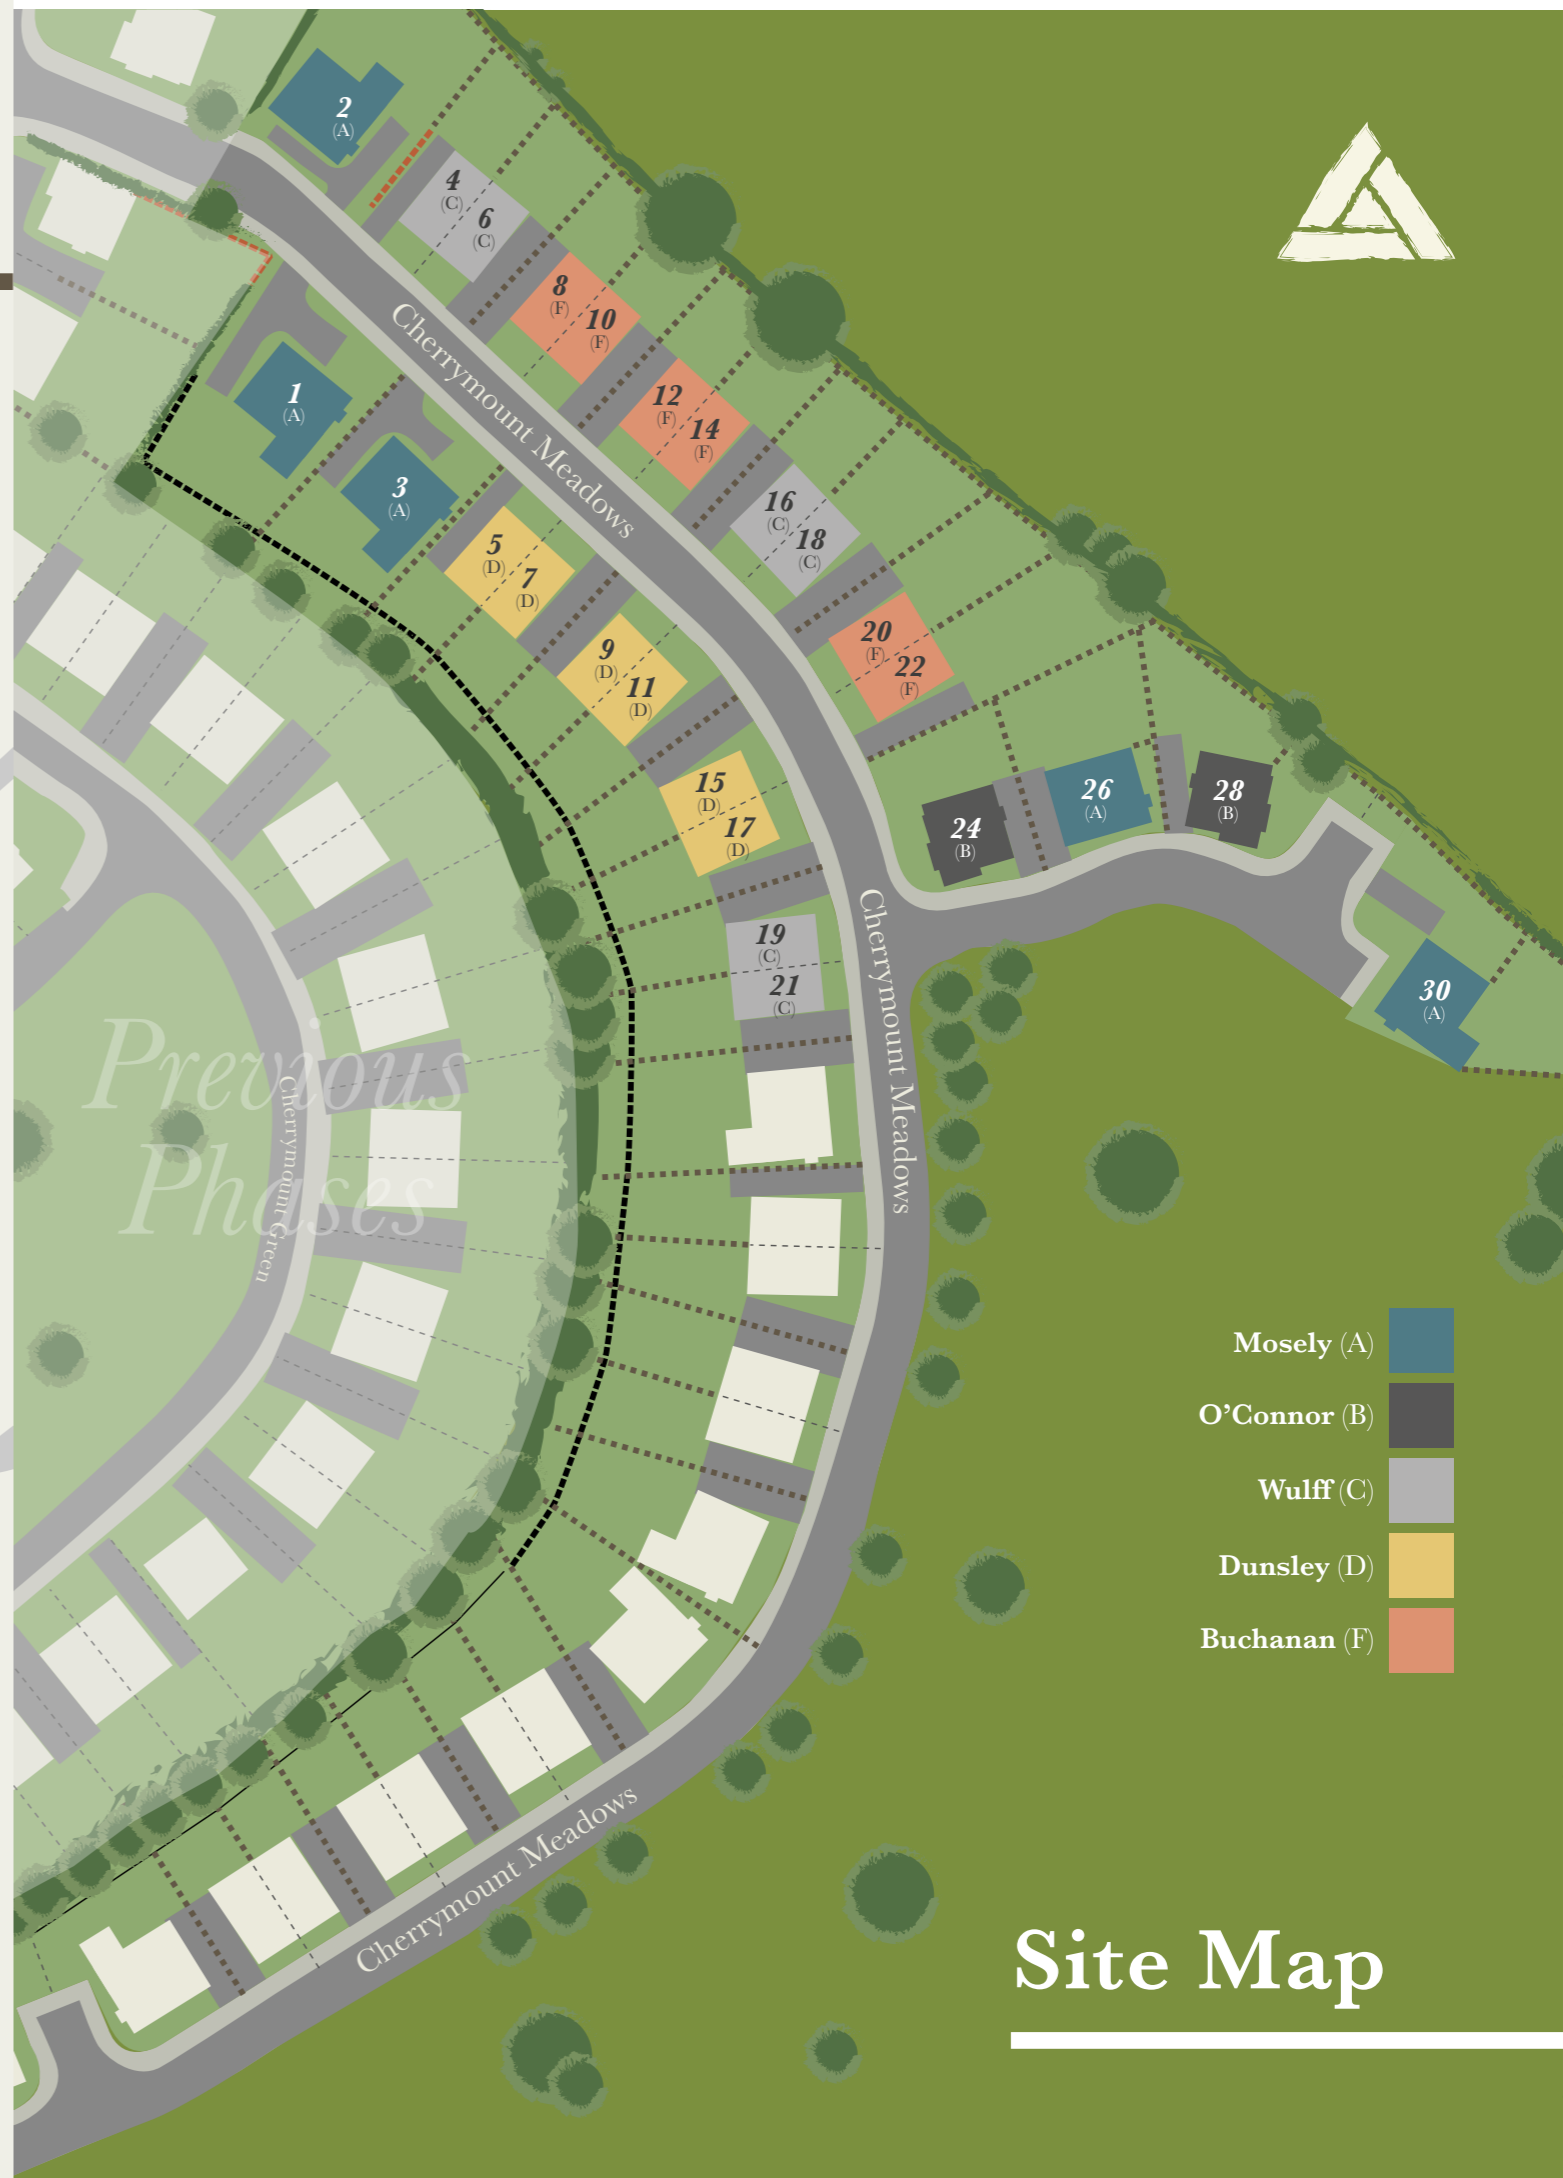 2
(A)
4
(C)
6
(C)
8
(F)
10
(F)
12
(F)
14
(F)
16
(C)
18
(C)
20
(F)
22
(F)
24
(B)
26
(A)
28
(B)
30
(A)
1
(A)
3
(A)
5
(D)
7
(D)
9
(D)
11
(D)
15
(D)
17
(D)
19
(C)
21
(C)
Cherrymount Meadows
Cherrymount Meadows
Cherrymount Meadows
Cherrymount Green
Previous
Phases
Mosely (A)
O’Connor (B)
Wulff (C)
Dunsley (D)
Buchanan (F)
Site Map